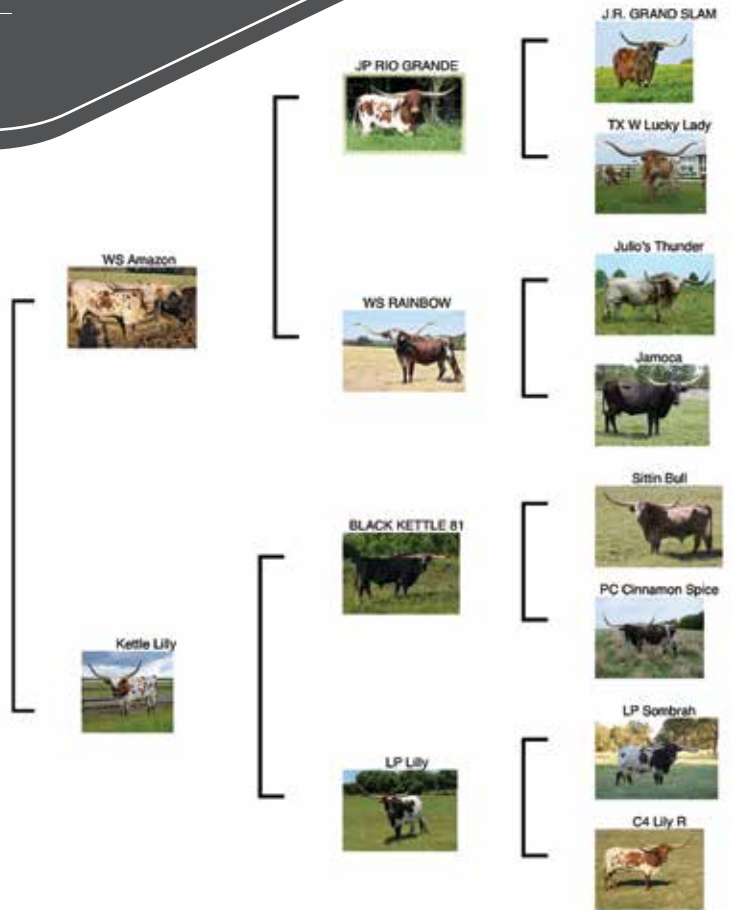 J.R. GRAND SLAM
JP RIO GRANDE
TX W Lucky Lady
WS Amazon
Julio's Thunder
WS RAINBOW
Jamoca
Sittin Bull
BLACK KETTLE 81
PC Cinnamon Spice
Kettle Lilly
LP Sombrah
LP Lilly
C4 Lily R